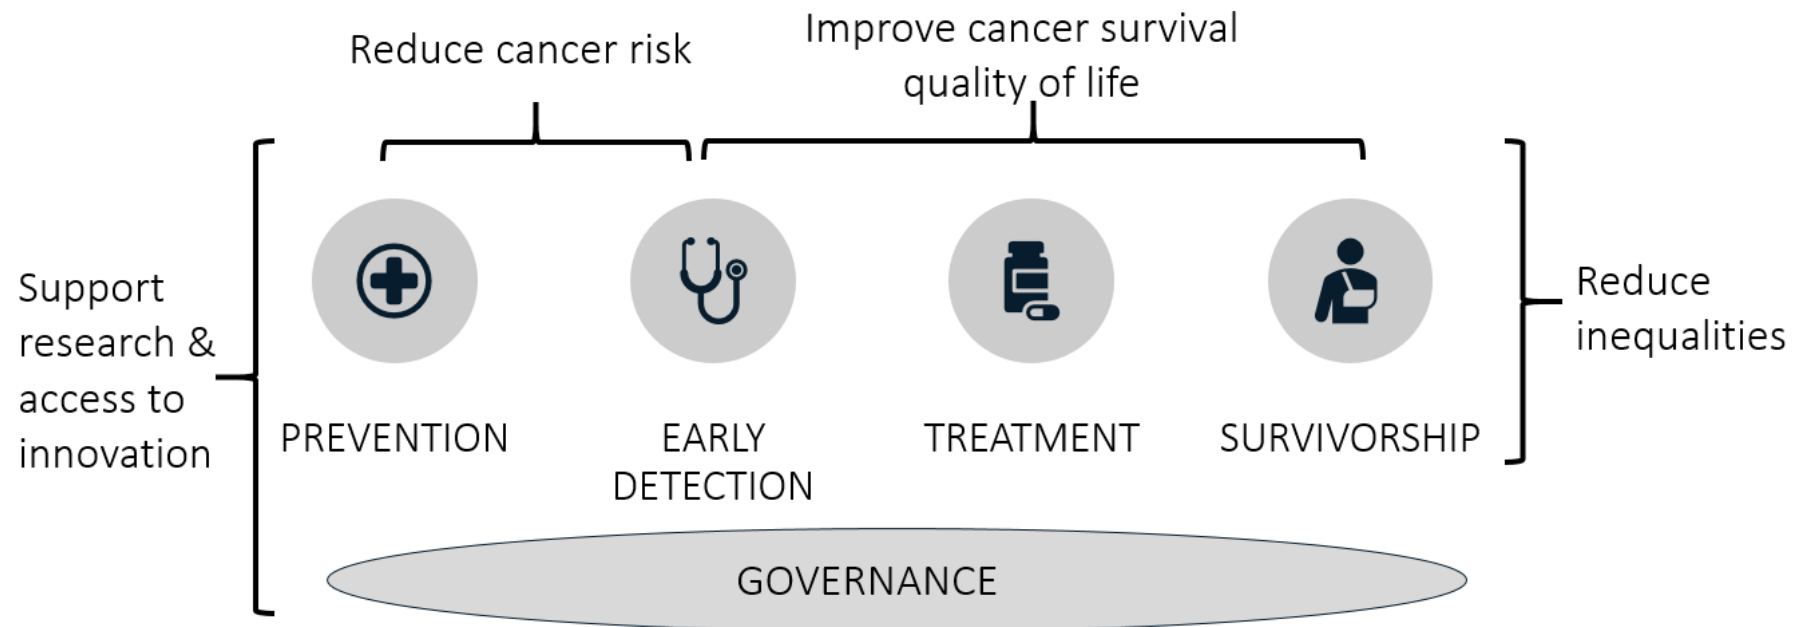 Reduce cancer risk
Improve cancer survival
quality of life
Support
research &
access to
innovation
Reduce
inequalities
PREVENTION
EARLY
DETECTION
TREATMENT
SURVIVORSHIP
GOVERNANCE